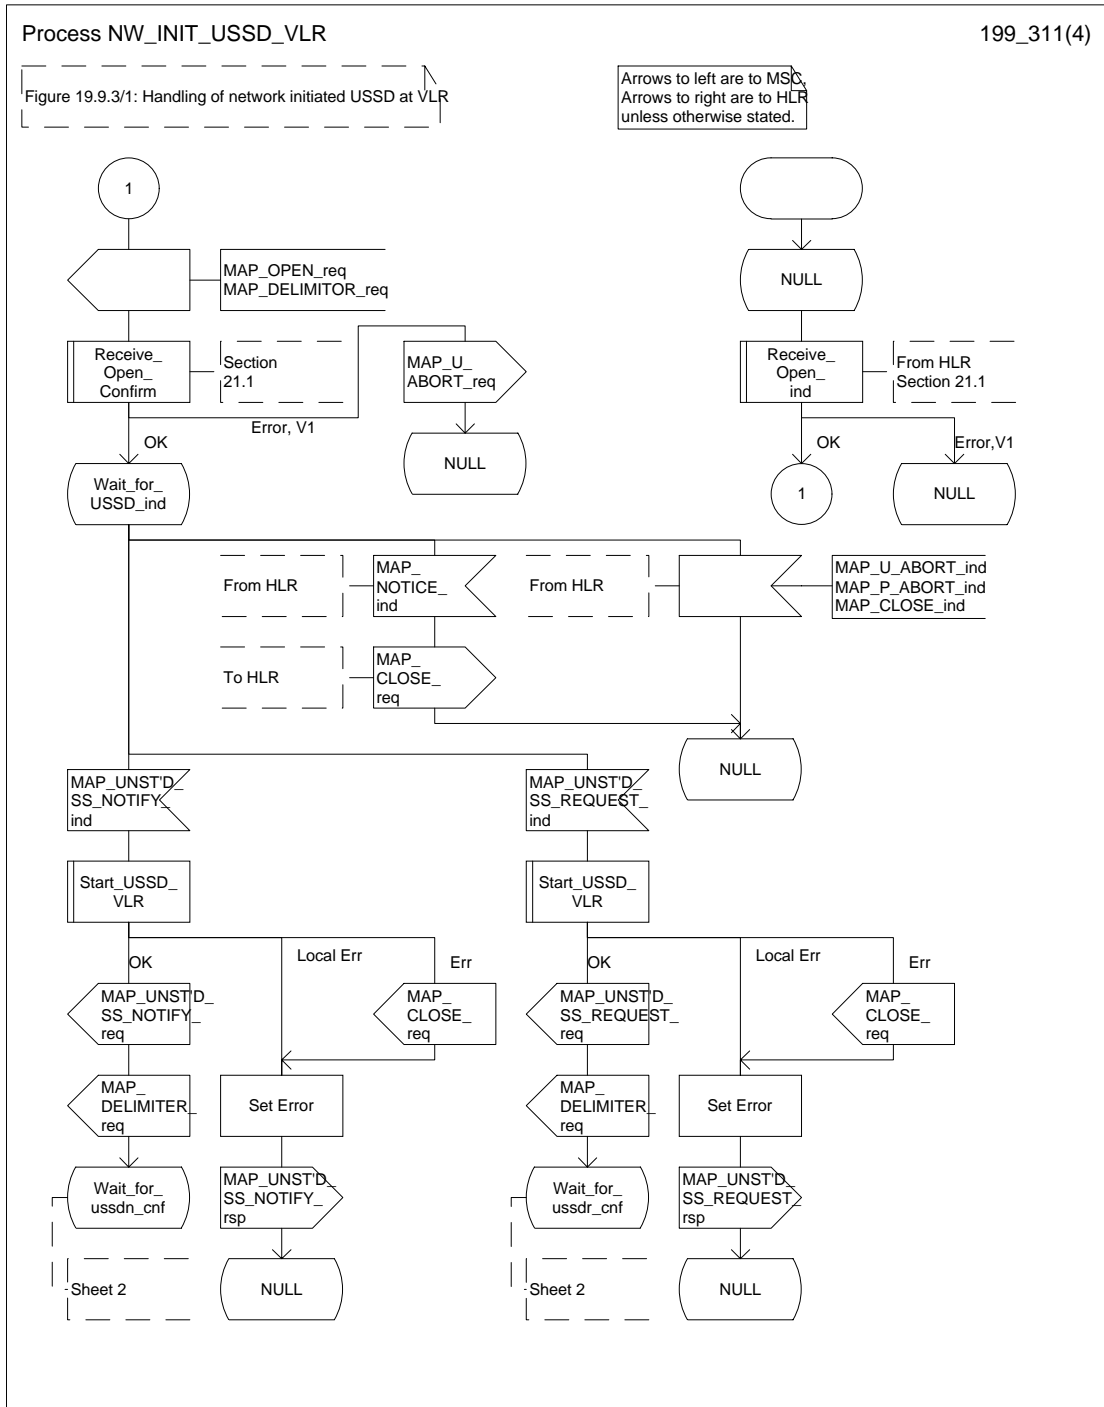 Process NW_INIT_USSD_VLR
199_311(4)
Figure 19.9.3/1: Handling of network initiated USSD at VLR
Arrows to left are to MSC,
Arrows to right are to HLR
unless otherwise stated.
1
MAP_OPEN_req
MAP_DELIMITOR_req
NULL
Receive_
Open_
Confirm
Section
21.1
MAP_U_
ABORT_req
Receive_
Open_
ind
From HLR
Section 21.1
Error, V1
OK
NULL
OK
Error,V1
Wait_for_
USSD_ind
1
NULL
From HLR
MAP_
NOTICE_
ind
From HLR
MAP_U_ABORT_ind
MAP_P_ABORT_ind
MAP_CLOSE_ind
To HLR
MAP_
CLOSE_
req
NULL
MAP_UNST'D_
SS_NOTIFY_
ind
MAP_UNST'D_
SS_REQUEST_
ind
Start_USSD_
VLR
Start_USSD_
VLR
OK
Local Err
Err
OK
Local Err
Err
MAP_UNST'D_
SS_NOTIFY_
req
MAP_
CLOSE_
req
MAP_UNST'D_
SS_REQUEST_
req
MAP_
CLOSE_
req
MAP_
DELIMITER_
req
Set Error
MAP_
DELIMITER_
req
Set Error
Wait_for_
ussdn_cnf
MAP_UNST'D_
SS_NOTIFY_
rsp
Wait_for_
ussdr_cnf
MAP_UNST'D_
SS_REQUEST_
rsp
Sheet 2
NULL
Sheet 2
NULL